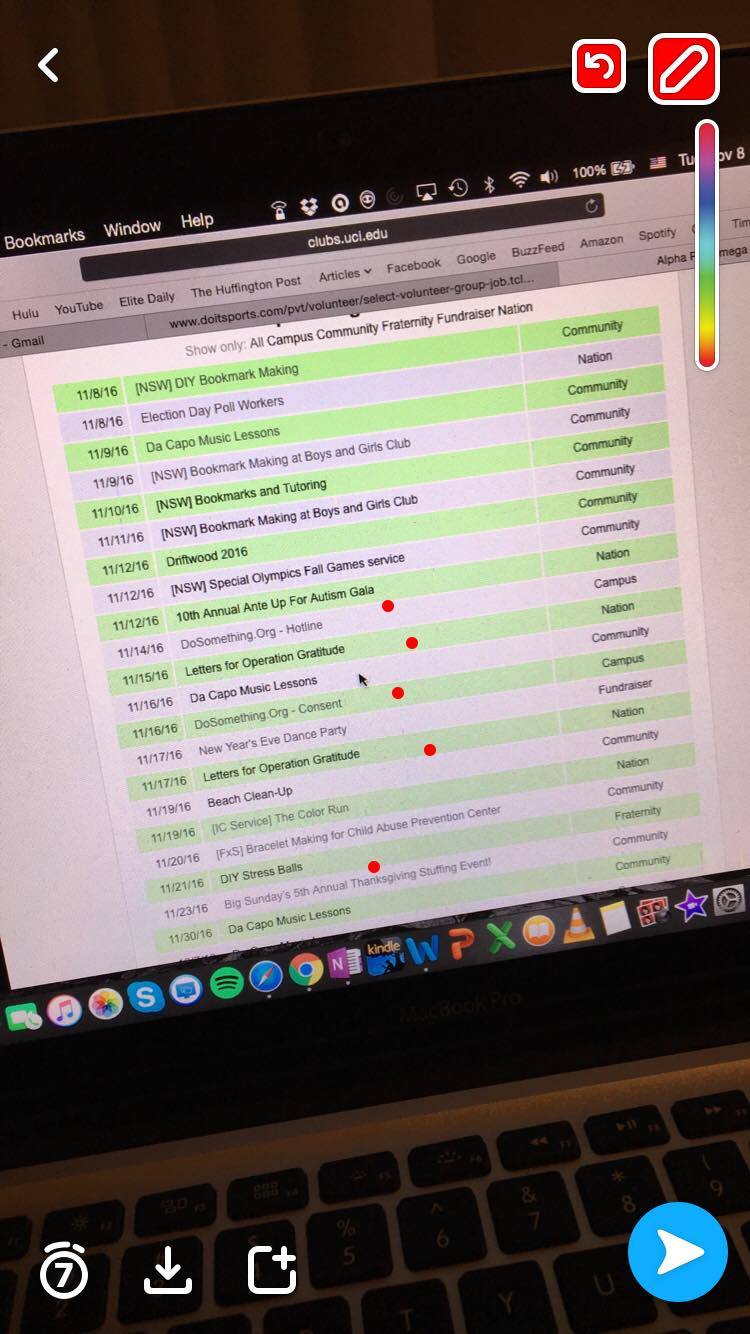 Bookmarks Window Help 100% Nov 8
clubs.uci.edu
Hulu YouTube Elite Daily The Huffington Post Articles Facebook Google BuzzFeed Amazon Spotify
- Gmail www.doitsports.com/pvt/volunteer/select-volunteer-group-job.tcl... Alpha
Show only: All Campus Community Fraternity Fundraiser Nation
11/8/16 [NSW] DIY Bookmark Making Community
11/8/16 Election Day Poll Workers Nation
11/9/16 Da Capo Music Lessons Community
11/9/16 [NSW] Bookmark Making at Boys and Girls Club Community
11/10/16 [NSW] Bookmarks and Tutoring Community
11/11/16 [NSW] Bookmark Making at Boys and Girls Club Community
11/12/16 Driftwood 2016 Community
11/12/16 [NSW] Special Olympics Fall Games service Community
11/12/16 10th Annual Ante Up For Autism Gala Nation
11/14/16 DoSomething.Org - Hotline Campus
11/15/16 Letters for Operation Gratitude Nation
11/16/16 Da Capo Music Lessons Community
11/16/16 DoSomething.Org - Consent Campus
11/17/16 New Year's Eve Dance Party Fundraiser
11/17/16 Letters for Operation Gratitude Nation
11/19/16 Beach Clean-Up Community
11/19/16 [IC Service] The Color Run Nation
11/20/16 [FxS] Bracelet Making for Child Abuse Prevention Center Community
11/21/16 DIY Stress Balls Fraternity
11/23/16 Big Sunday's 5th Annual Thanksgiving Stuffing Event! Community
11/30/16 Da Capo Music Lessons Community
kindle
MacBook Pro
% & * (
5 6 7 8 9
T Y U
7